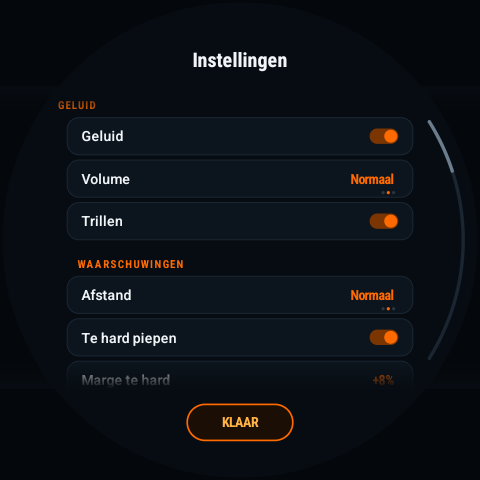 Instellingen
GELUID
Geluid
Volume Normaal
Trillen
WAARSCHUWINGEN
Afstand Normaal
Te hard piepen
Marge te hard +8%
KLAAR